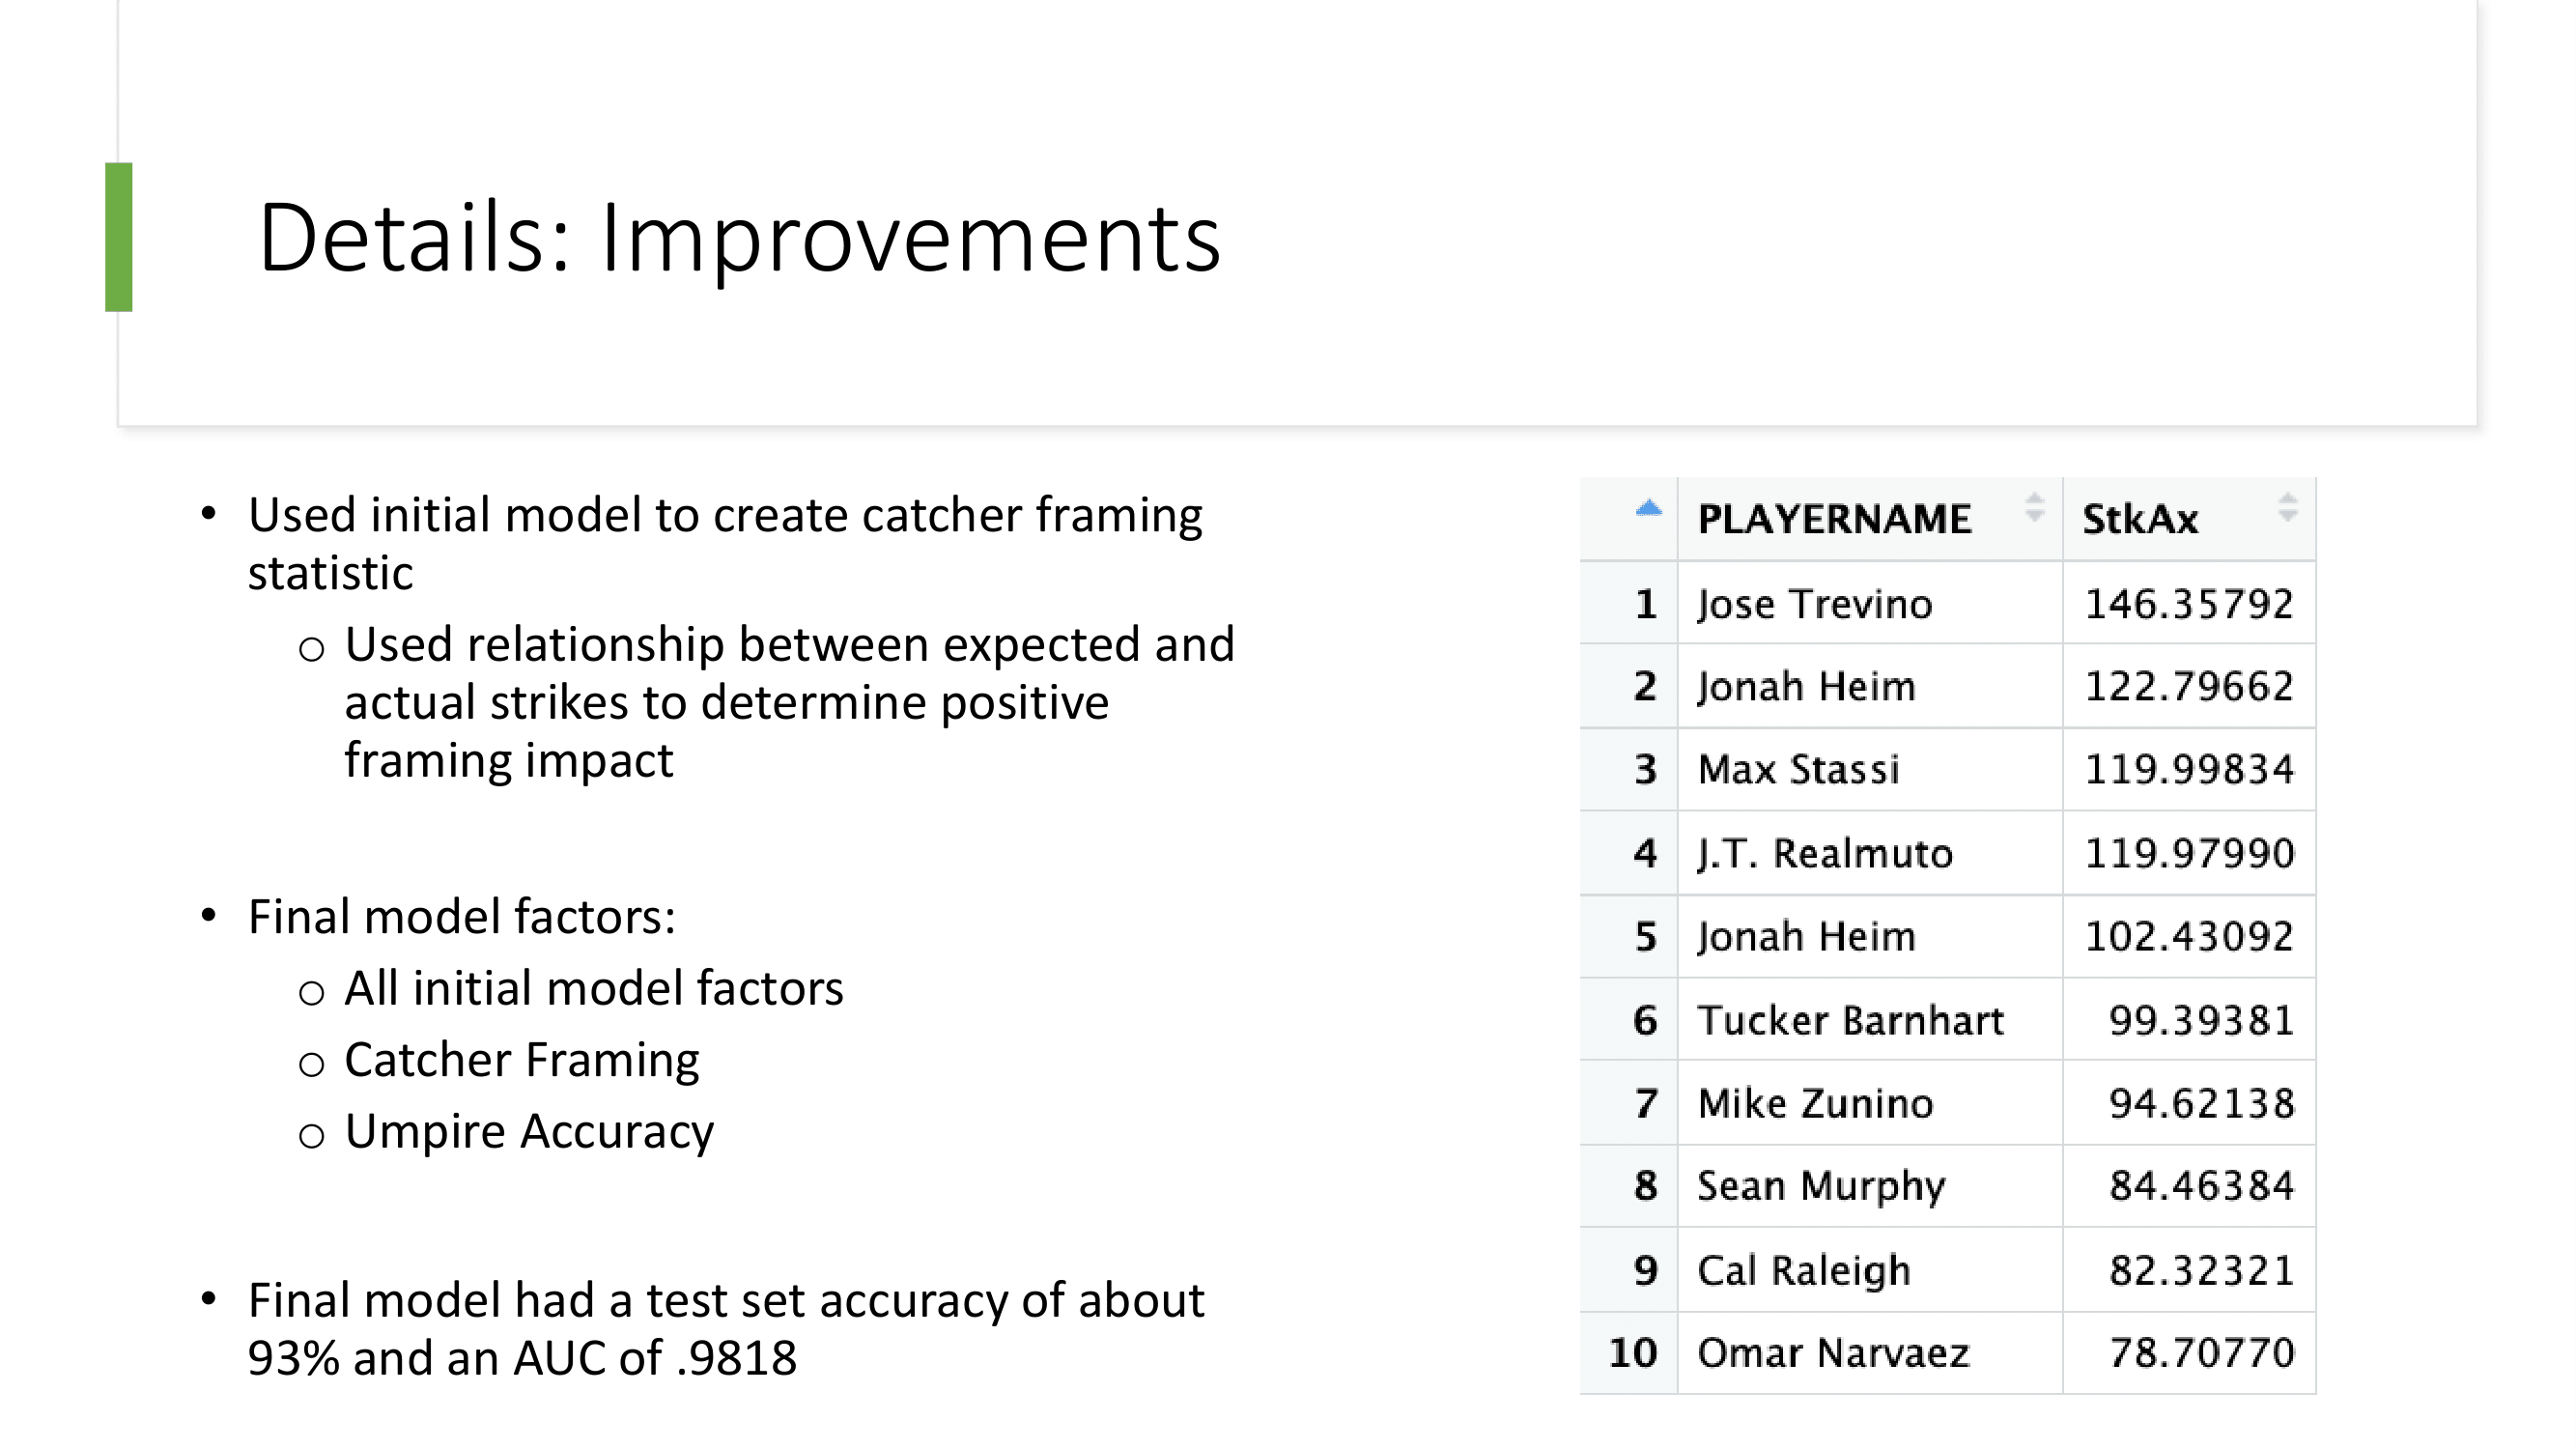 Details: Improvements
• Used initial model to create catcher framing
statistic
o Used relationship between expected and
actual strikes to determine positive
framing impact
• Final model factors:
o All initial model factors
o Catcher Framing
o Umpire Accuracy
• Final model had a test set accuracy of about
93% and an AUC of .9818
PLAYERNAME StkAx
1 Jose Trevino 146.35792
2 Jonah Heim 122.79662
3 Max Stassi 119.99834
4 J.T. Realmuto 119.97990
5 Jonah Heim 102.43092
6 Tucker Barnhart 99.39381
7 Mike Zunino 94.62138
8 Sean Murphy 84.46384
9 Cal Raleigh 82.32321
10 Omar Narvaez 78.70770